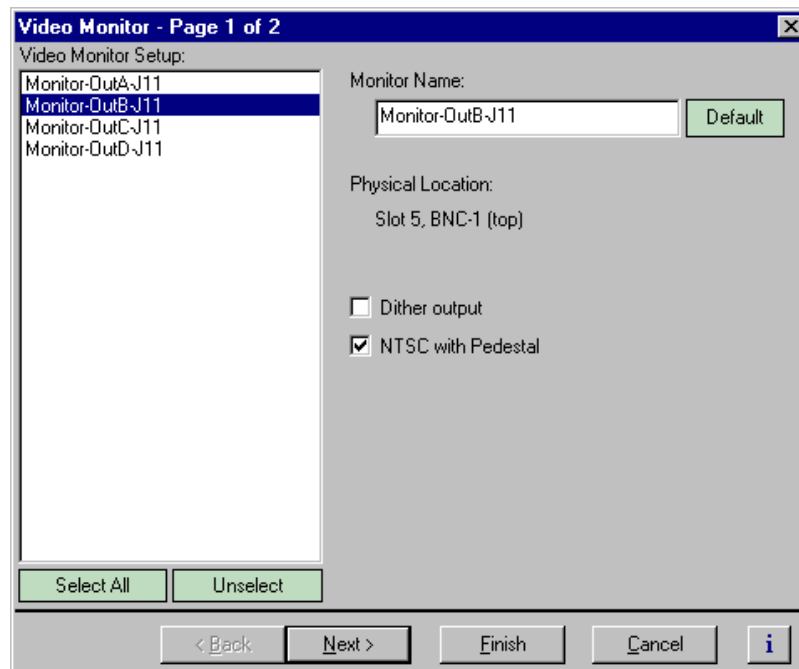 Video Monitor - Page 1 of 2
Video Monitor Setup:
Monitor-OutA-J11
Monitor-OutB-J11
Monitor-OutC-J11
Monitor-OutD-J11
Select All
Unselect
Monitor Name:
Monitor-OutB-J11
Default
Physical Location:
Slot 5, BNC-1 (top)
Dither output
NTSC with Pedestal
< Back
Next >
Finish
Cancel
i